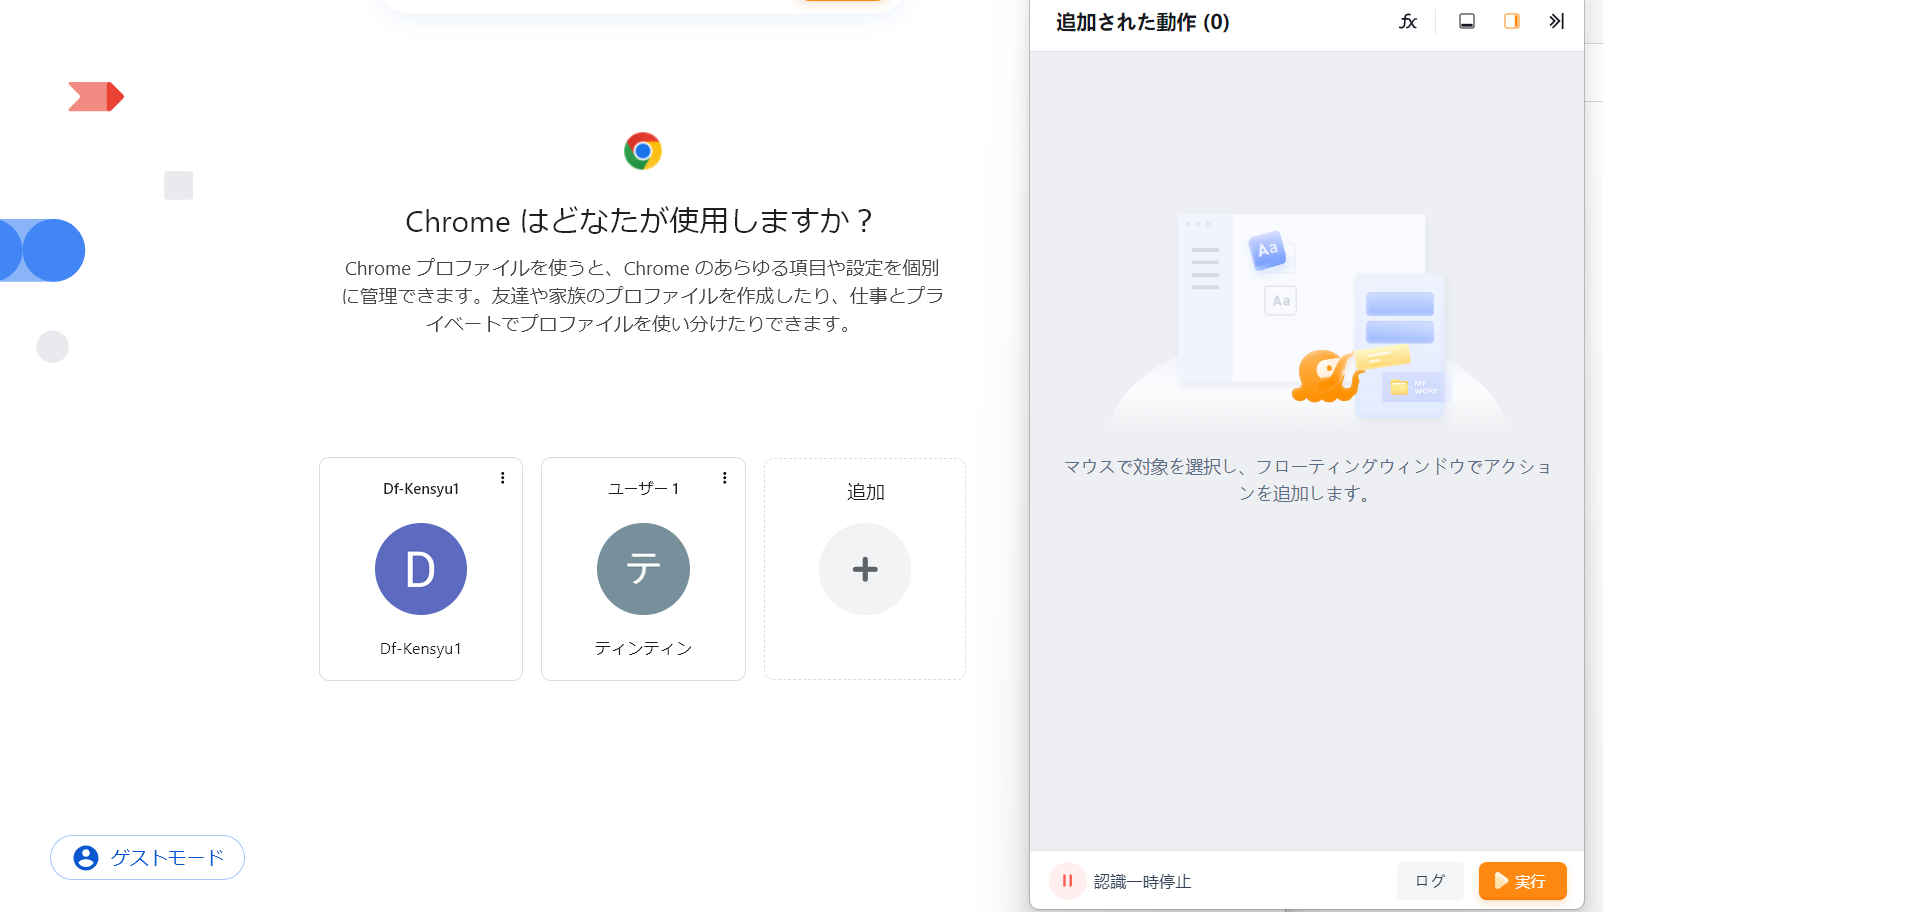 Chrome はどなたが使用しますか？
Chrome プロファイルを使うと、Chrome のあらゆる項目や設定を個別
に管理できます。友達や家族のプロファイルを作成したり、仕事とプラ
イベートでプロファイルを使い分けたりできます。
Df-Kensyu1
D
Df-Kensyu1
ユーザー 1
テ
ティンティン
追加
ゲストモード
追加された動作 (0)
fx
Aa
Aa
MY
WORK
マウスで対象を選択し、フローティングウィンドウでアクショ
ンを追加します。
認識一時停止
ログ
実行